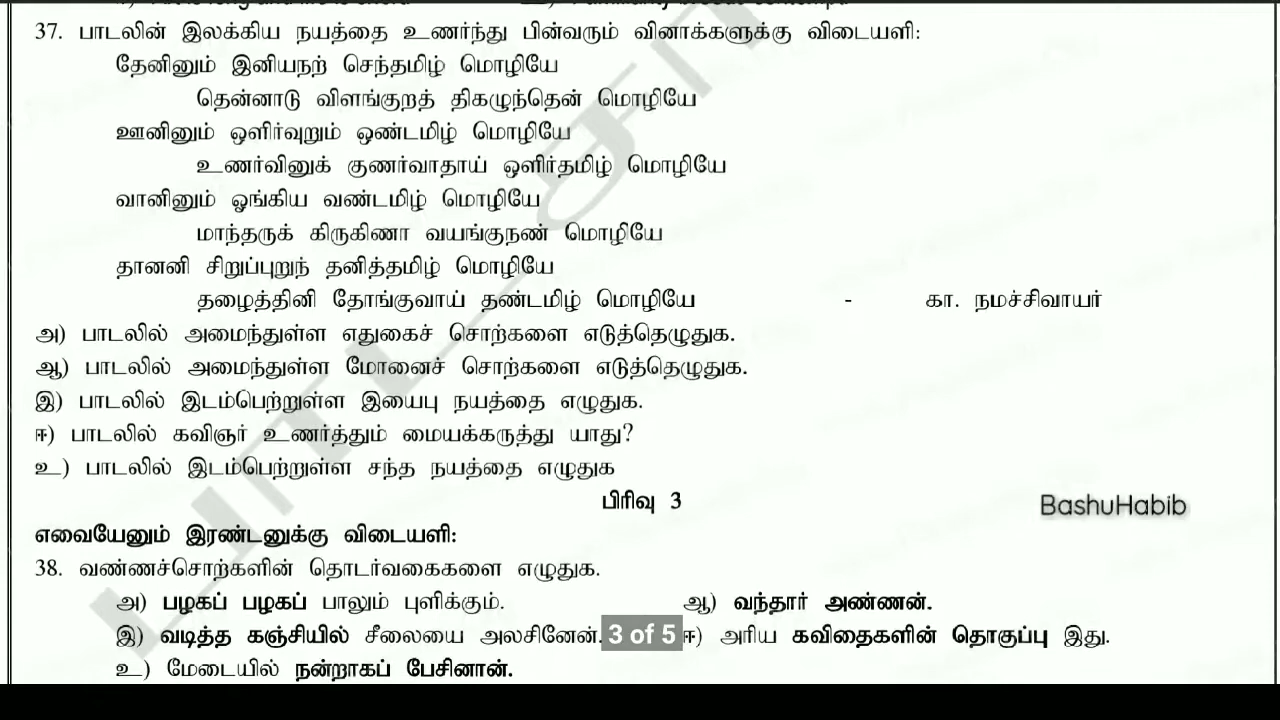 37. பாடலின் இலக்கிய நயத்தை உணர்ந்து பின்வரும் வினாக்களுக்கு விடையளி:
தேனினும் இனியநற் செந்தமிழ் மொழியே
தென்னாடு விளங்குறத் திகழுந்தென் மொழியே
ஊனினும் ஒளிர்வுறும் ஒண்டமிழ் மொழியே
உணர்வினுக் குணர்வாதாய் ஒளிர்தமிழ் மொழியே
வானினும் ஓங்கிய வண்டமிழ் மொழியே
மாந்தருக் கிருகிணா வயங்குநண் மொழியே
தானனி சிறுப்புறுந் தனித்தமிழ் மொழியே
தழைத்தினி தோங்குவாய் தண்டமிழ் மொழியே - கா. நமச்சிவாயர்
அ) பாடலில் அமைந்துள்ள எதுகைச் சொற்களை எடுத்தெழுதுக.
ஆ) பாடலில் அமைந்துள்ள மோனைச் சொற்களை எடுத்தெழுதுக.
இ) பாடலில் இடம்பெற்றுள்ள இயைபு நயத்தை எழுதுக.
ஈ) பாடலில் கவிஞர் உணர்த்தும் மையக்கருத்து யாது?
உ) பாடலில் இடம்பெற்றுள்ள சந்த நயத்தை எழுதுக
பிரிவு 3
BashuHabib
எவையேனும் இரண்டனுக்கு விடையளி:
38. வண்ணச்சொற்களின் தொடர்வகைகளை எழுதுக.
அ) பழகப் பழகப் பாலும் புளிக்கும். ஆ) வந்தார் அண்ணன்.
இ) வடித்த கஞ்சியில் சீலையை அலசினேன். 3 of 5 ஈ) அரிய கவிதைகளின் தொகுப்பு இது.
உ) மேடையில் நன்றாகப் பேசினான்.